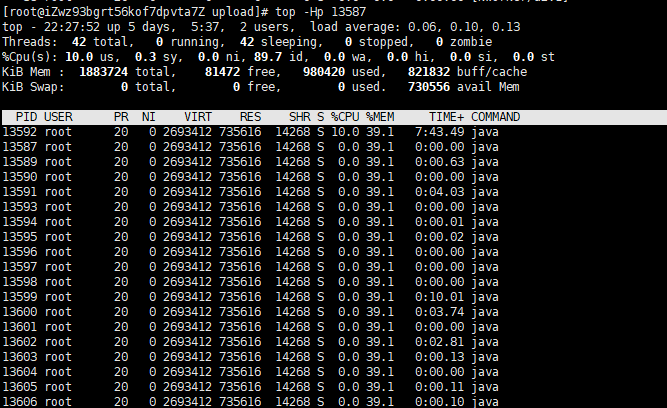 [root@iZwz93bgrt56kof7dpvta7Z upload]# top -Hp 13587
top - 22:27:52 up 5 days,  5:37,  2 users,  load average: 0.06, 0.10, 0.13
Threads:  42 total,   0 running,  42 sleeping,   0 stopped,   0 zombie
%Cpu(s): 10.0 us,  0.3 sy,  0.0 ni, 89.7 id,  0.0 wa,  0.0 hi,  0.0 si,  0.0 st
KiB Mem :  1883724 total,    81472 free,   980420 used,   821832 buff/cache
KiB Swap:        0 total,        0 free,        0 used.   730556 avail Mem
PID USER      PR  NI    VIRT    RES    SHR S %CPU %MEM     TIME+ COMMAND
13592 root      20   0 2693412 735616  14268 S 10.0 39.1   7:43.49 java
13587 root      20   0 2693412 735616  14268 S  0.0 39.1   0:00.00 java
13589 root      20   0 2693412 735616  14268 S  0.0 39.1   0:00.63 java
13590 root      20   0 2693412 735616  14268 S  0.0 39.1   0:00.00 java
13591 root      20   0 2693412 735616  14268 S  0.0 39.1   0:04.03 java
13593 root      20   0 2693412 735616  14268 S  0.0 39.1   0:00.00 java
13594 root      20   0 2693412 735616  14268 S  0.0 39.1   0:00.01 java
13595 root      20   0 2693412 735616  14268 S  0.0 39.1   0:00.02 java
13596 root      20   0 2693412 735616  14268 S  0.0 39.1   0:00.00 java
13597 root      20   0 2693412 735616  14268 S  0.0 39.1   0:00.00 java
13598 root      20   0 2693412 735616  14268 S  0.0 39.1   0:00.00 java
13599 root      20   0 2693412 735616  14268 S  0.0 39.1   0:10.01 java
13600 root      20   0 2693412 735616  14268 S  0.0 39.1   0:03.74 java
13601 root      20   0 2693412 735616  14268 S  0.0 39.1   0:00.00 java
13602 root      20   0 2693412 735616  14268 S  0.0 39.1   0:02.81 java
13603 root      20   0 2693412 735616  14268 S  0.0 39.1   0:00.13 java
13604 root      20   0 2693412 735616  14268 S  0.0 39.1   0:00.00 java
13605 root      20   0 2693412 735616  14268 S  0.0 39.1   0:00.11 java
13606 root      20   0 2693412 735616  14268 S  0.0 39.1   0:00.10 java